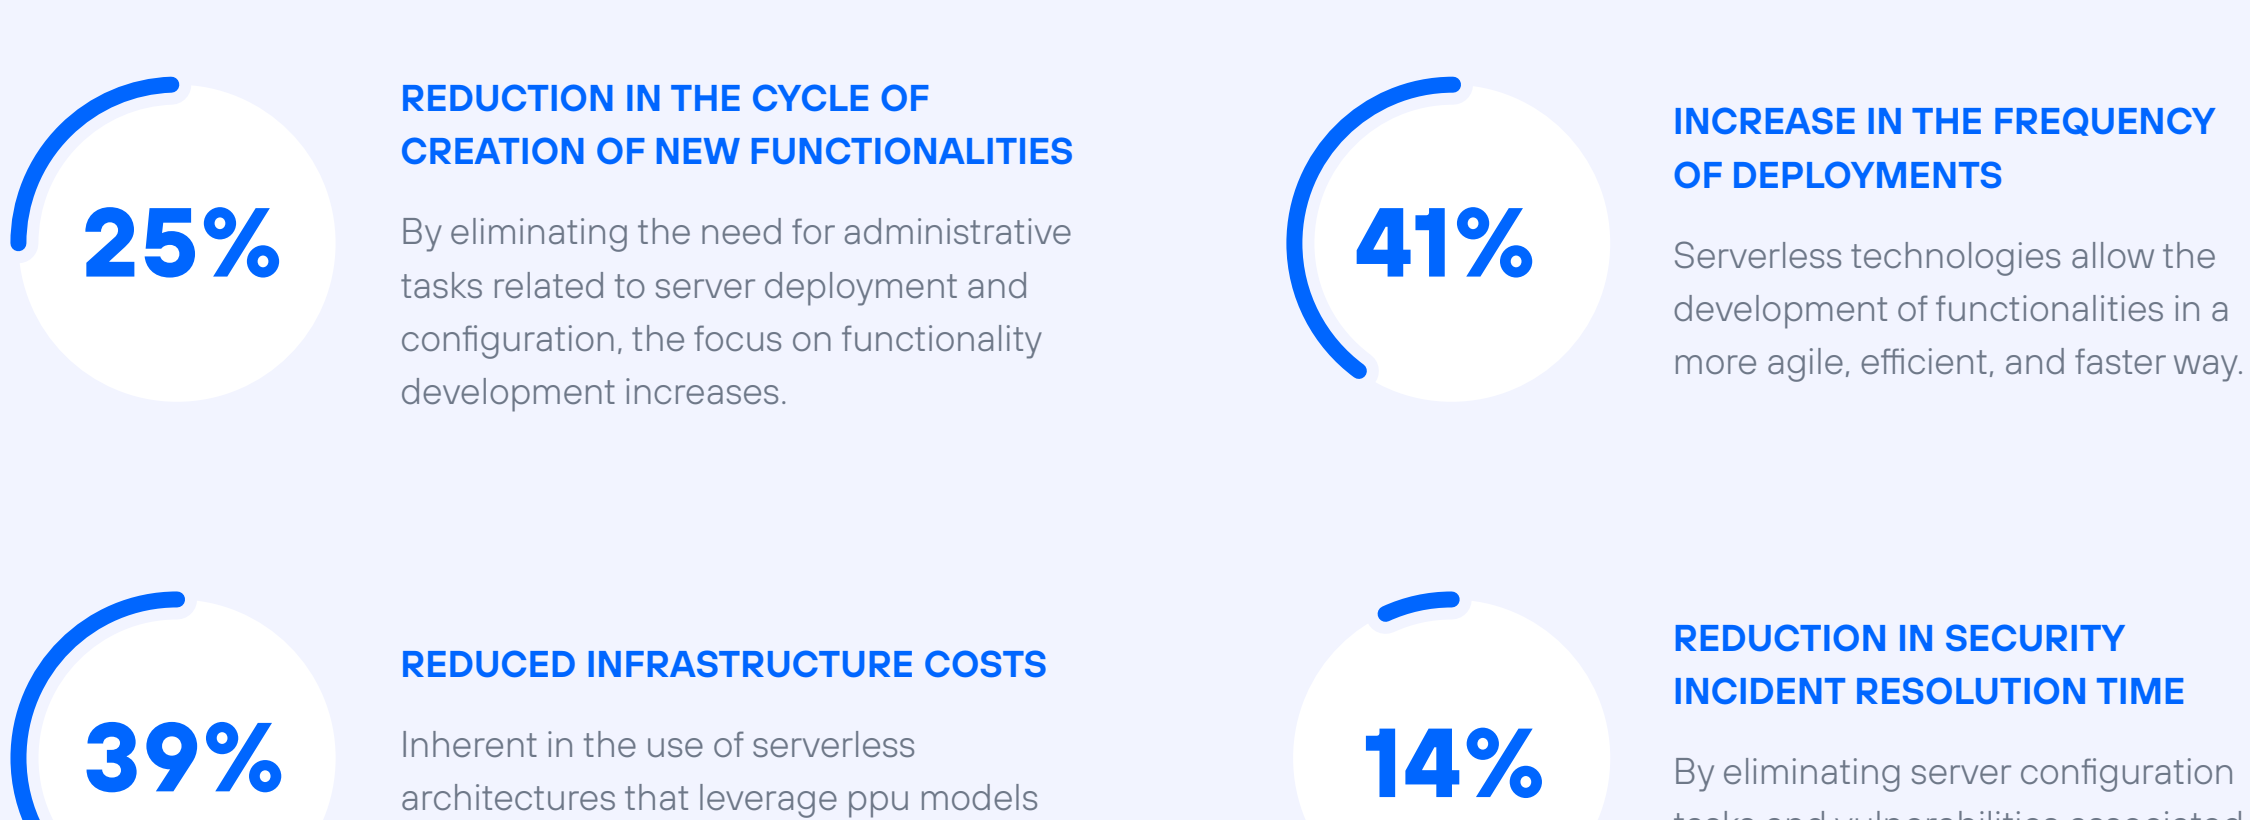 25%
REDUCTION IN THE CYCLE OF
CREATION OF NEW FUNCTIONALITIES
By eliminating the need for administrative
tasks related to server deployment and
configuration, the focus on functionality
development increases.
41%
INCREASE IN THE FREQUENCY
OF DEPLOYMENTS
Serverless technologies allow the
development of functionalities in a
more agile, efficient, and faster way.
39%
REDUCED INFRASTRUCTURE COSTS
Inherent in the use of serverless
architectures that leverage ppu models
14%
REDUCTION IN SECURITY
INCIDENT RESOLUTION TIME
By eliminating server configuration
tasks and vulnerabilities associated